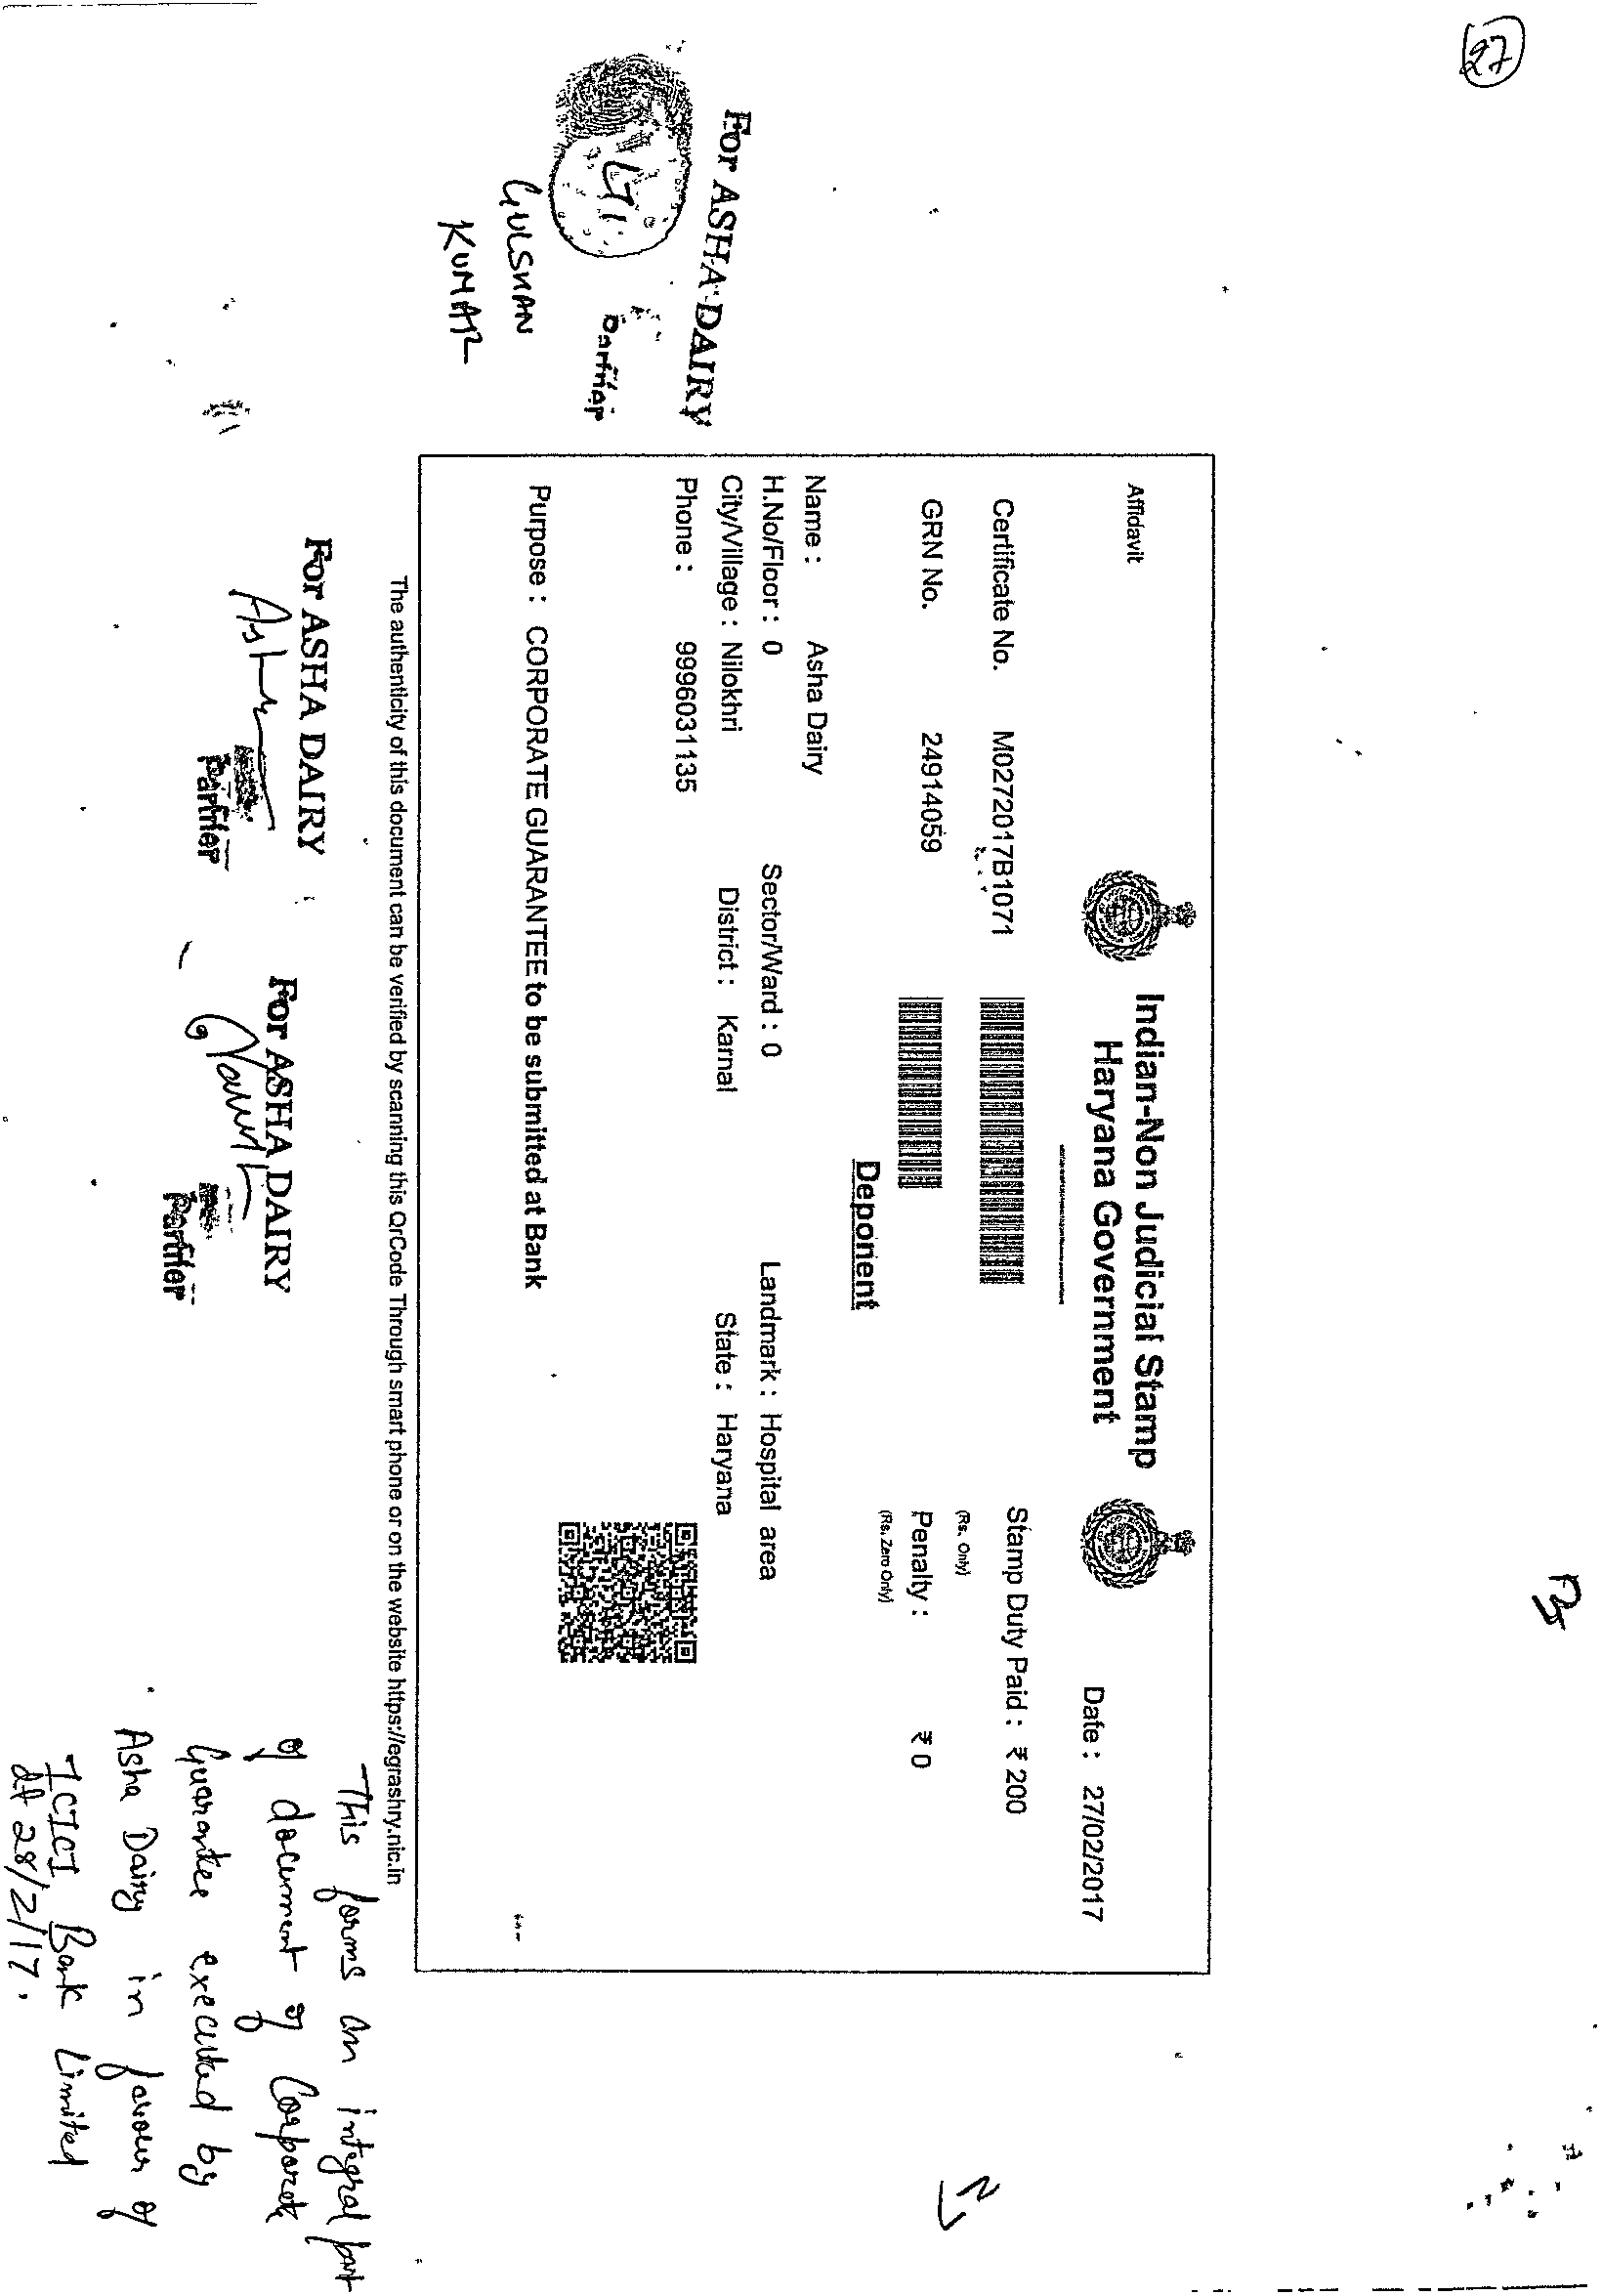 27
Affidavit
Indian-Non Judicial Stamp
Haryana Government
Date : 27/02/2017
Certificate No. M0272017B1071
Stamp Duty Paid : ₹ 200
(Rs. Only)
GRN No. 24914059
Penalty : ₹ 0
(Rs. Zero Only)
Deponent
Name : Asha Dairy
H.No/Floor : 0 Sector/Ward : 0 Landmark : Hospital area
City/Village : Nilokhri District : Karnal State : Haryana
Phone : 9996031135
Purpose : CORPORATE GUARANTEE to be submitted at Bank
The authenticity of this document can be verified by scanning this QrCode Through smart phone or on the website https://egrashry.nic.in
For ASHA DAIRY
LTI
Partner
GULSHAN
KUMAR
For ASHA DAIRY
Asha
Partner
For ASHA DAIRY
Partner
This forms an integral part
of document of Corporate
Guarantee executed by
Asha Dairy in favour of
ICICI Bank Limited
dt 28/2/17.